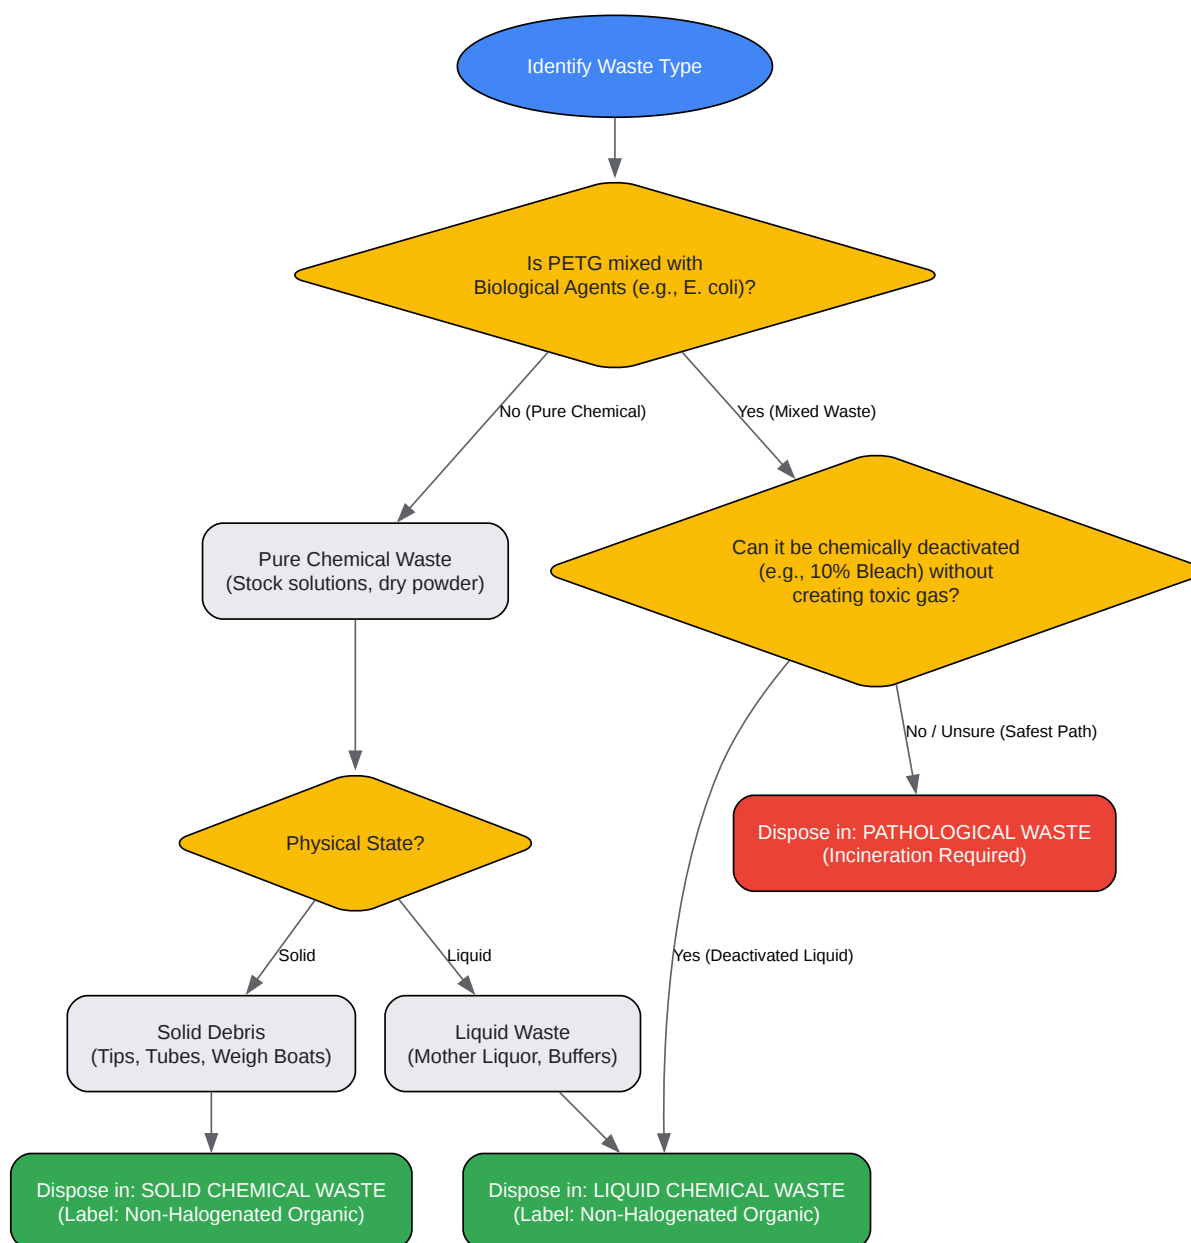 Identify Waste Type
Is PETG mixed with
Biological Agents (e.g., E. coli)?
No (Pure Chemical)
Yes (Mixed Waste)
Pure Chemical Waste
(Stock solutions, dry powder)
Can it be chemically deactivated
(e.g., 10% Bleach) without
creating toxic gas?
No / Unsure (Safest Path)
Dispose in: PATHOLOGICAL WASTE
(Incineration Required)
Physical State?
Solid
Liquid
Yes (Deactivated Liquid)
Solid Debris
(Tips, Tubes, Weigh Boats)
Liquid Waste
(Mother Liquor, Buffers)
Dispose in: SOLID CHEMICAL WASTE
(Label: Non-Halogenated Organic)
Dispose in: LIQUID CHEMICAL WASTE
(Label: Non-Halogenated Organic)